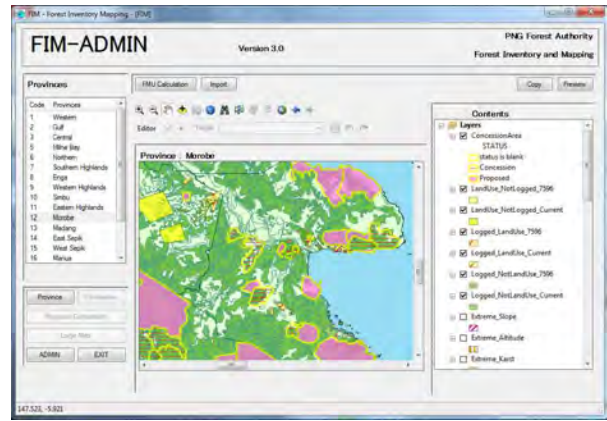 FIM - Forest Inventory Mapping - [FIM]
FIM-ADMIN
Version 3.0
PNG Forest Authority
Forest Inventory and Mapping
Provinces
FMU Calculation
Import
Copy
Preview
Code Provinces
1 Western
2 Gulf
3 Central
5 Milne Bay
6 Northern
7 Southern Highlands
8 Enga
9 Western Highlands
10 Simbu
11 Eastern Highlands
12 Morobe
13 Madang
14 East Sepik
15 West Sepik
16 Manus
Editor
Province : Morobe
Contents
Layers
ConcessionArea
STATUS
status is blank
Concession
Proposed
LandUse_NotLogged_7596
LandUse_NotLogged_Current
Logged_LandUse_7596
Logged_LandUse_Current
Logged_NotLandUse_7596
Logged_NotLandUse_Current
Extreme_Slope
Extreme_Altitude
Extreme_Karst
Province
Large Map
ADMIN
EXIT
147.523, -5.921